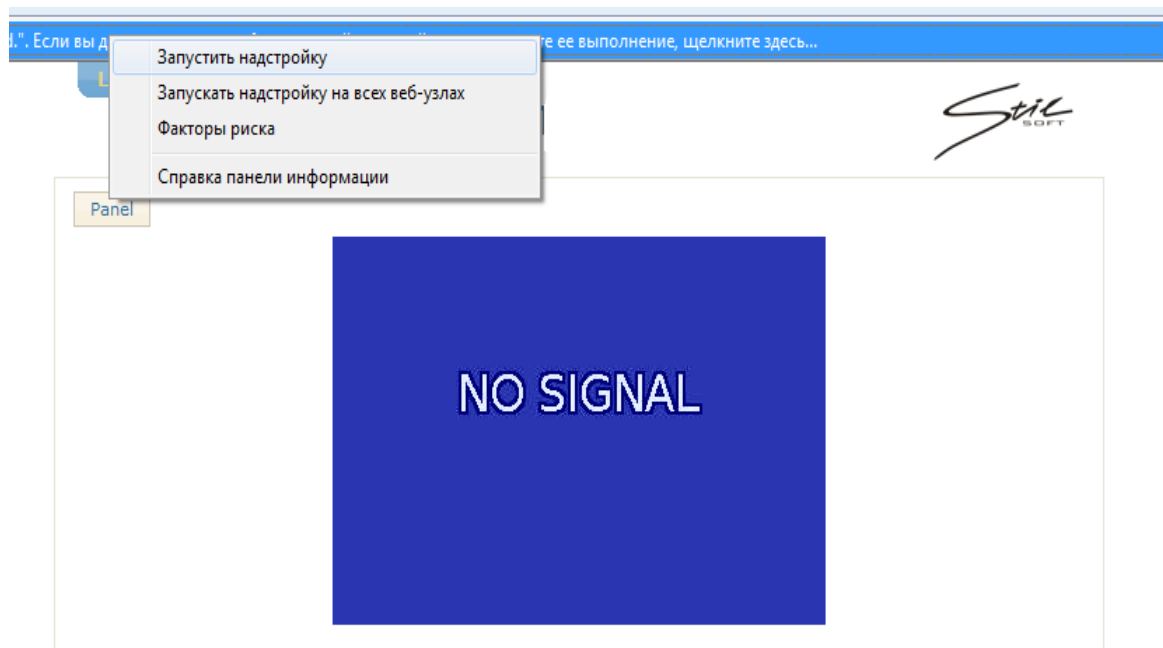 d.". Если вы д
те ее выполнение, щелкните здесь...
Запустить надстройку
Запускать надстройку на всех веб-узлах
Факторы риска
Справка панели информации
L
Stil
SOFT
Panel
NO SIGNAL